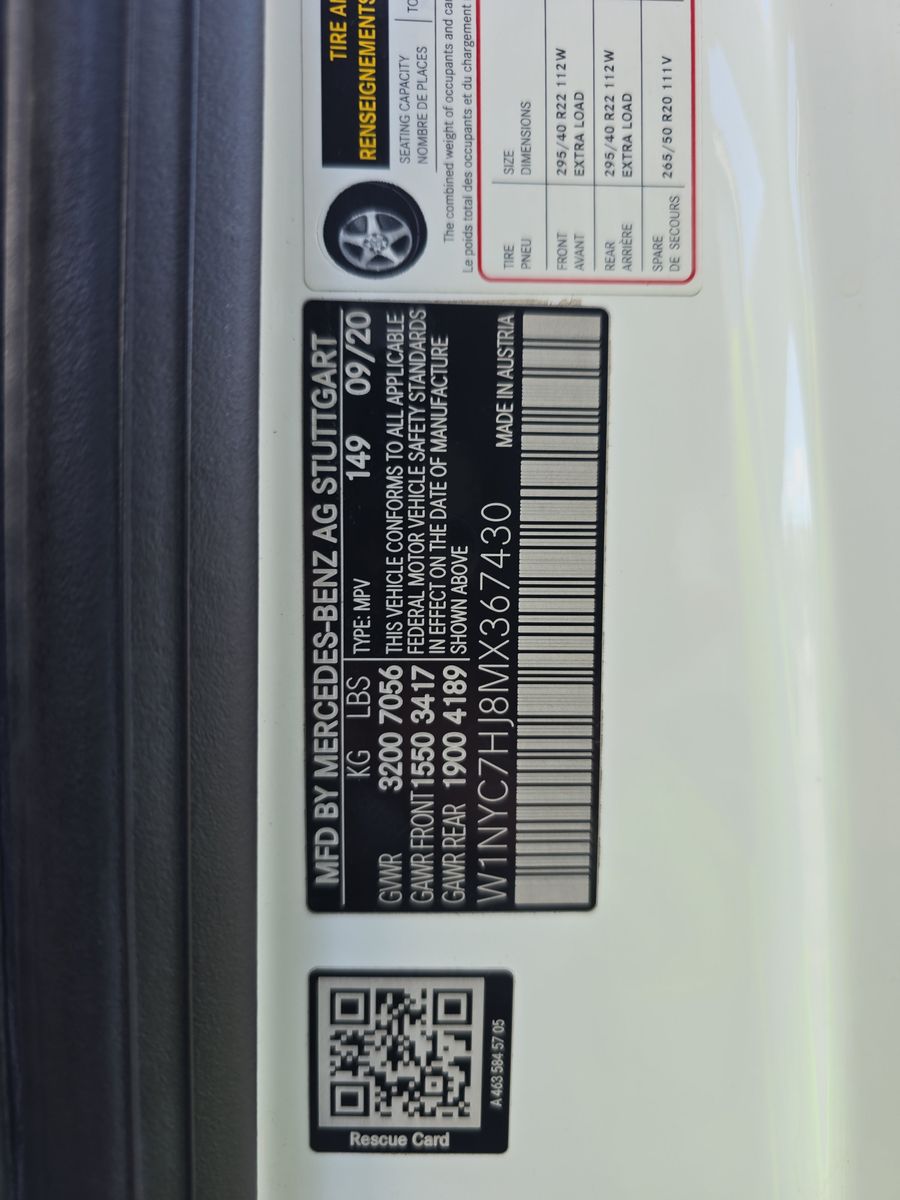 Rescue Card
A 463 584 57 05
MFD BY MERCEDES-BENZ AG STUTTGART
KG LBS TYPE: MPV 149 09/20
GVWR 3200 7056 THIS VEHICLE CONFORMS TO ALL APPLICABLE
GAWR FRONT 1550 3417 FEDERAL MOTOR VEHICLE SAFETY STANDARDS
GAWR REAR 1900 4189 IN EFFECT ON THE DATE OF MANUFACTURE
SHOWN ABOVE
W1NYC7HJ8MX367430 MADE IN AUSTRIA
TIRE
RENSEIGNEMENTS
SEATING CAPACITY
NOMBRE DE PLACES
The combined weight of occupants and
Le poids total des occupants et du chargement
TIRE SIZE
PNEU DIMENSIONS
FRONT 295/40 R22 112W
AVANT EXTRA LOAD
REAR 295/40 R22 112W
ARRIÈRE EXTRA LOAD
SPARE 265/50 R20 111V
DE SECOURS